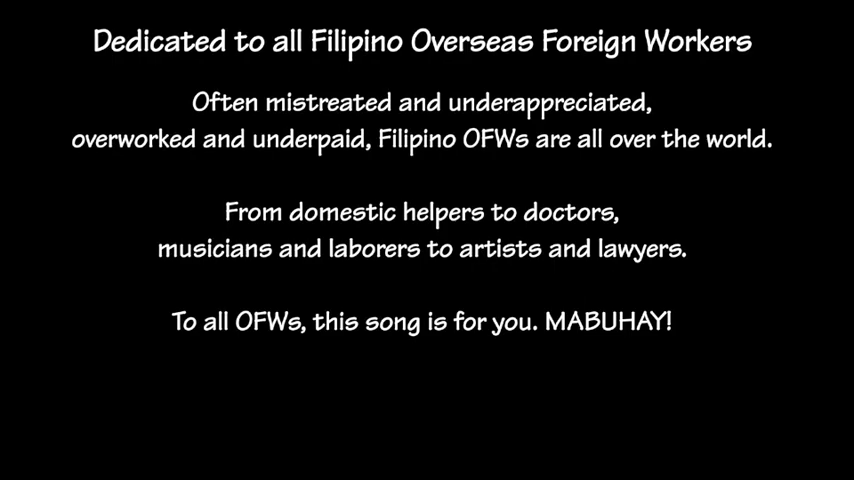 Dedicated to all Filipino Overseas Foreign Workers
Often mistreated and underappreciated,
overworked and underpaid, Filipino OFWs are all over the world.
From domestic helpers to doctors,
musicians and laborers to artists and lawyers.
To all OFWs, this song is for you. MABUHAY!